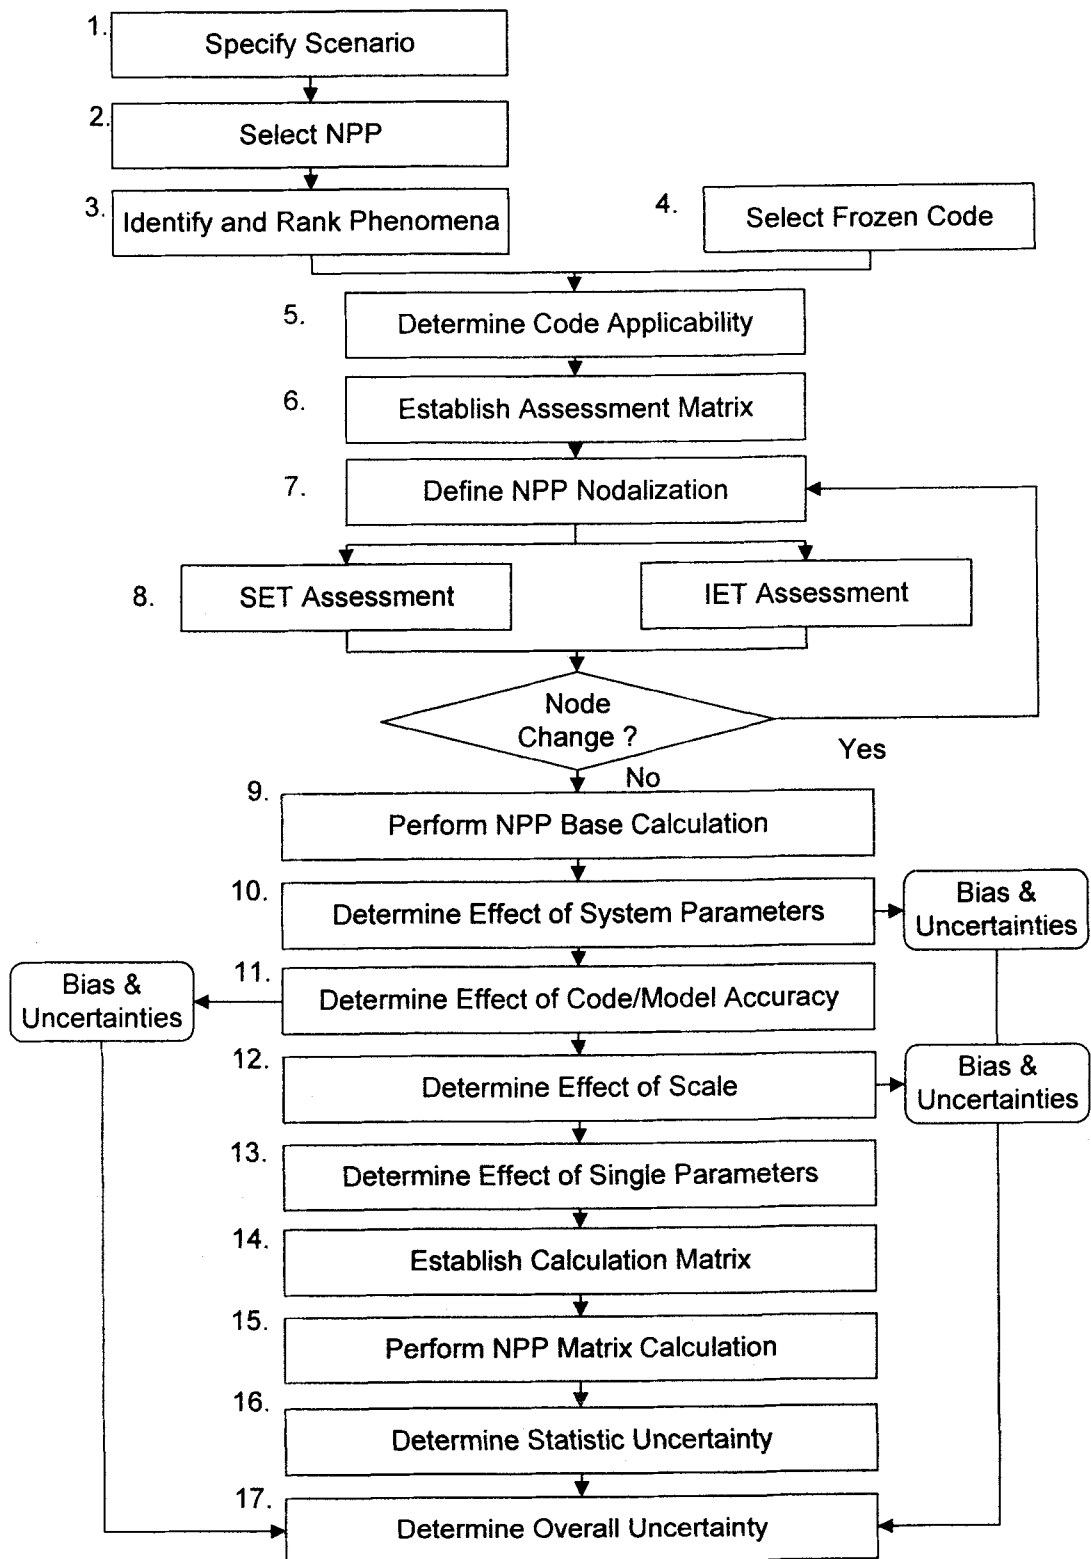 1.
Specify Scenario
2.
Select NPP
3.
Identify and Rank Phenomena
4.
Select Frozen Code
5.
Determine Code Applicability
6.
Establish Assessment Matrix
7.
Define NPP Nodalization
8.
SET Assessment
IET Assessment
Node
Change ?
Yes
No
9.
Perform NPP Base Calculation
10.
Determine Effect of System Parameters
Bias &
Uncertainties
11.
Determine Effect of Code/Model Accuracy
Bias &
Uncertainties
12.
Determine Effect of Scale
Bias &
Uncertainties
13.
Determine Effect of Single Parameters
14.
Establish Calculation Matrix
15.
Perform NPP Matrix Calculation
16.
Determine Statistic Uncertainty
17.
Determine Overall Uncertainty